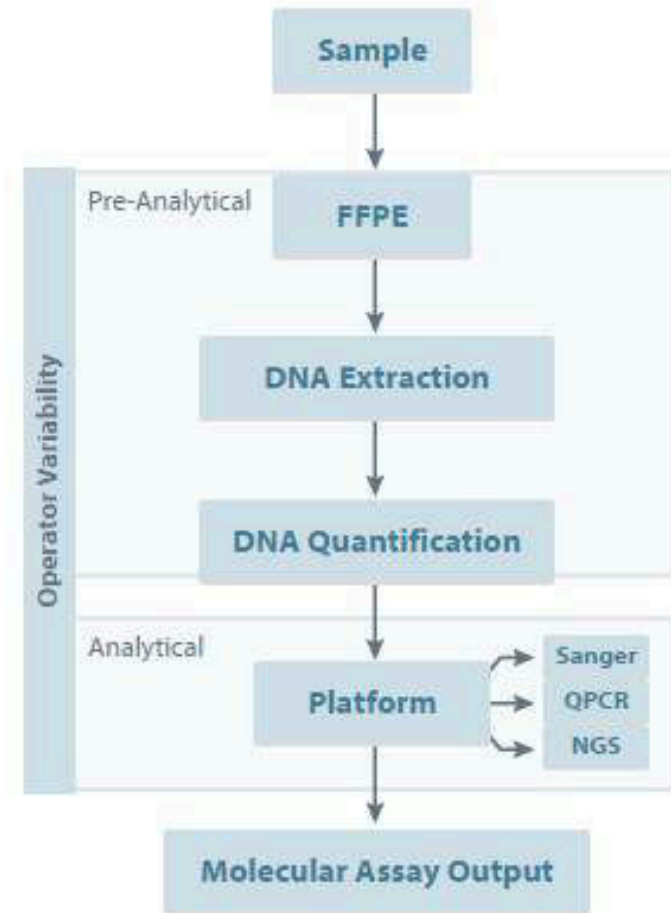 Sample
Pre-Analytical
FFPE
DNA Extraction
Operator Variability
DNA Quantification
Analytical
Sanger
Platform
QPCR
NGS
Molecular Assay Output